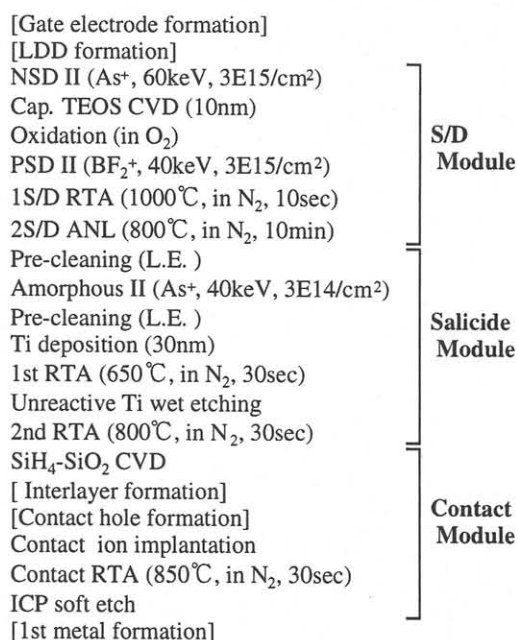 [Gate electrode formation]
[LDD formation]
NSD II (As⁺, 60keV, 3E15/cm²)
Cap. TEOS CVD (10nm)
Oxidation (in O₂)
PSD II (BF₂⁺, 40keV, 3E15/cm²)
1S/D RTA (1000℃, in N₂, 10sec)
2S/D ANL (800℃, in N₂, 10min)
S/D
Module
Pre-cleaning (L.E. )
Amorphous II (As⁺, 40keV, 3E14/cm²)
Pre-cleaning (L.E. )
Ti deposition (30nm)
1st RTA (650℃, in N₂, 30sec)
Unreactive Ti wet etching
2nd RTA (800℃, in N₂, 30sec)
Salicide
Module
SiH₄-SiO₂ CVD
[ Interlayer formation]
[Contact hole formation]
Contact ion implantation
Contact RTA (850℃, in N₂, 30sec)
ICP soft etch
Contact
Module
[1st metal formation]